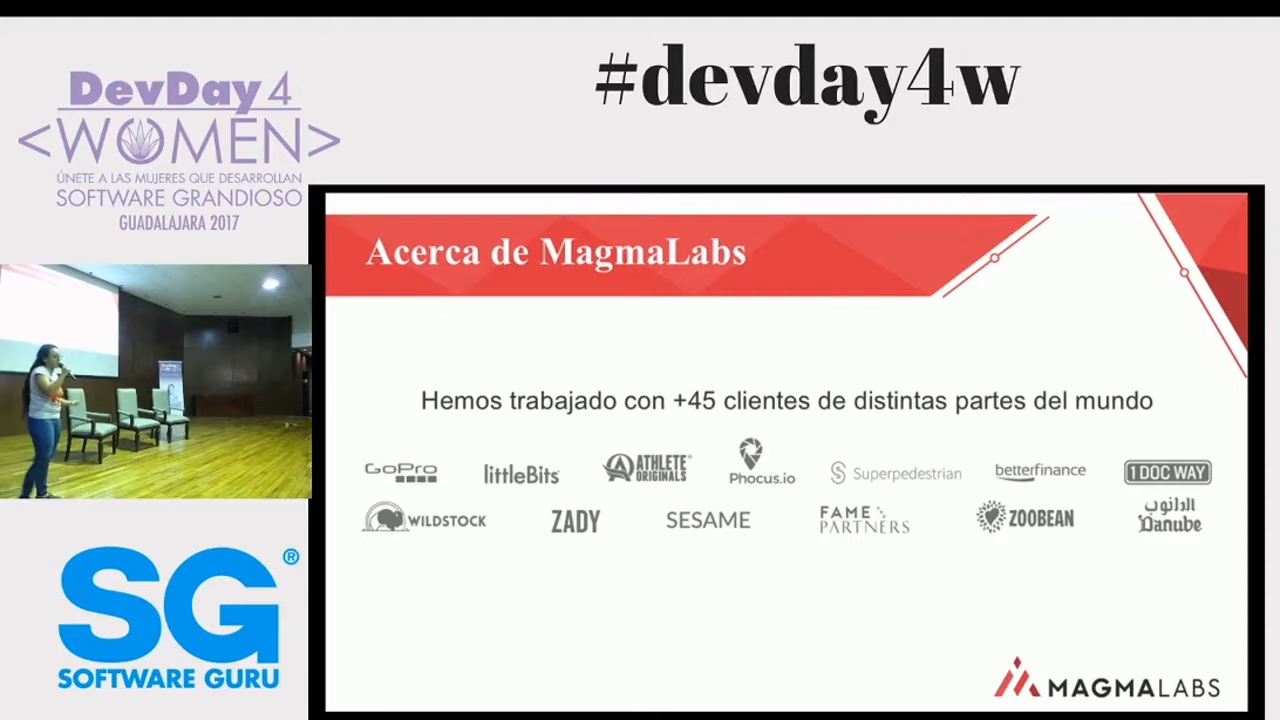 DevDay 4
<WOMEN>
ÚNETE A LAS MUJERES QUE DESARROLLAN
SOFTWARE GRANDIOSO
GUADALAJARA 2017
#devday4w
Acerca de MagmaLabs
Hemos trabajado con +45 clientes de distintas partes del mundo
GoPro
littleBits
ATHLETE ORIGINALS
Phocus.io
Superpedestrian
betterfinance
1 DOC WAY
WILDSTOCK
ZADY
SESAME
FAME PARTNERS
ZOOBEAN
الدانوب
Danube
SG®
SOFTWARE GURU
MAGMALABS